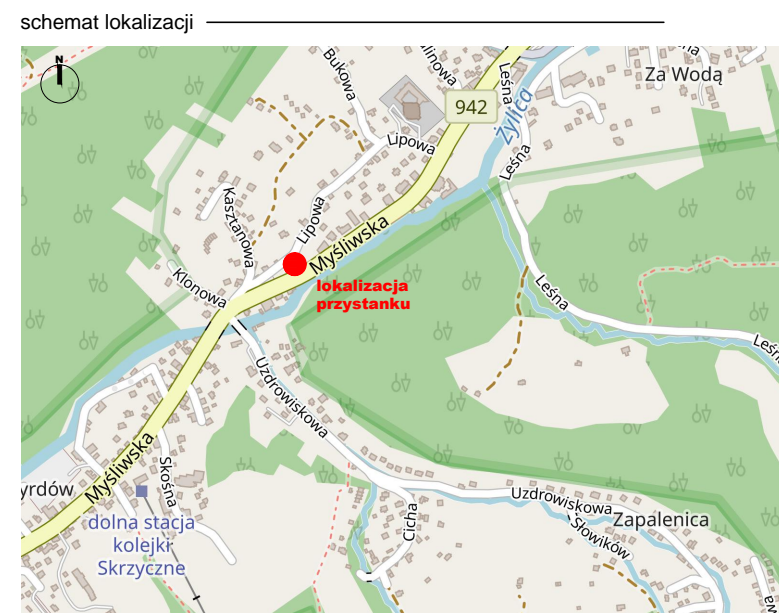 schemat lokalizacji
N
Bukowa
Leśna
Za Wodą
942
Żylica
Lipowa
Leśna
Kasztanowa
Lipowa
Myśliwska
lokalizacja
przystanku
Klonowa
Leśna
Uzdrowiskowa
Myśliwska
Skośna
Uzdrowiskowa
Zapalenica
dolna stacja
kolejki
Skrzyczne
Cicha
Słowików